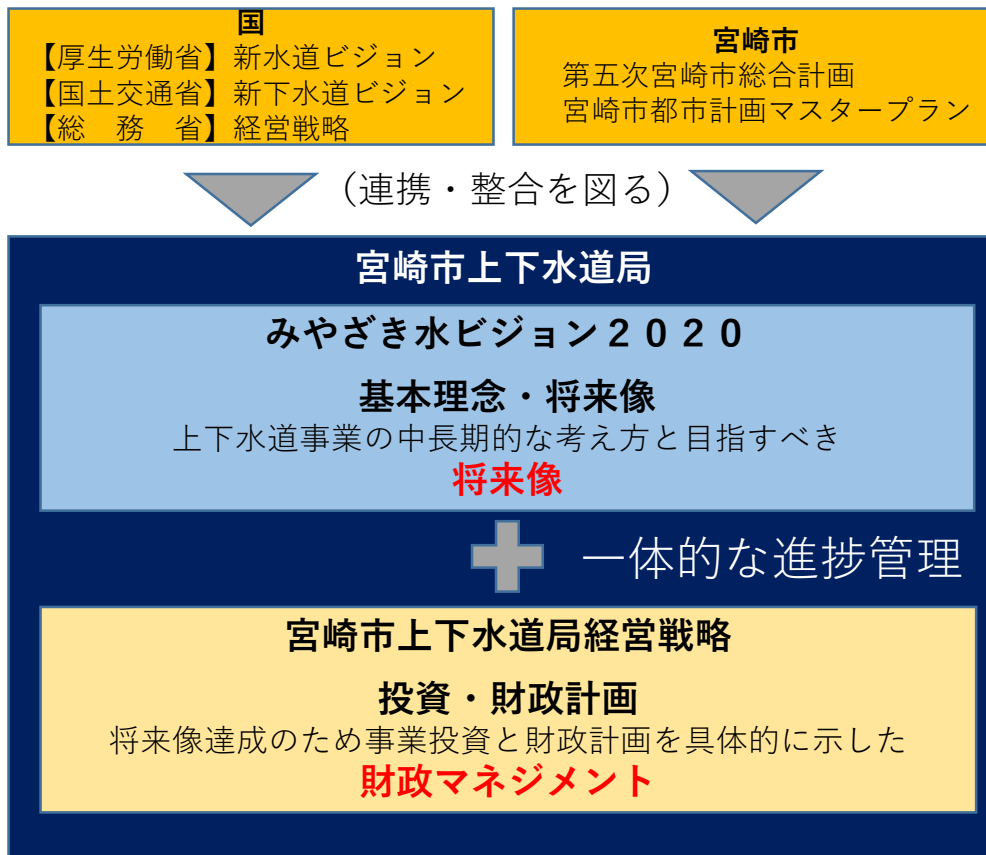 国
【厚生労働省】新水道ビジョン
【国土交通省】新下水道ビジョン
【総　務　省】経営戦略
宮崎市
第五次宮崎市総合計画
宮崎市都市計画マスタープラン
（連携・整合を図る）
宮崎市上下水道局
みやざき水ビジョン２０２０
基本理念・将来像
上下水道事業の中長期的な考え方と目指すべき
将来像
一体的な進捗管理
宮崎市上下水道局経営戦略
投資・財政計画
将来像達成のため事業投資と財政計画を具体的に示した
財政マネジメント